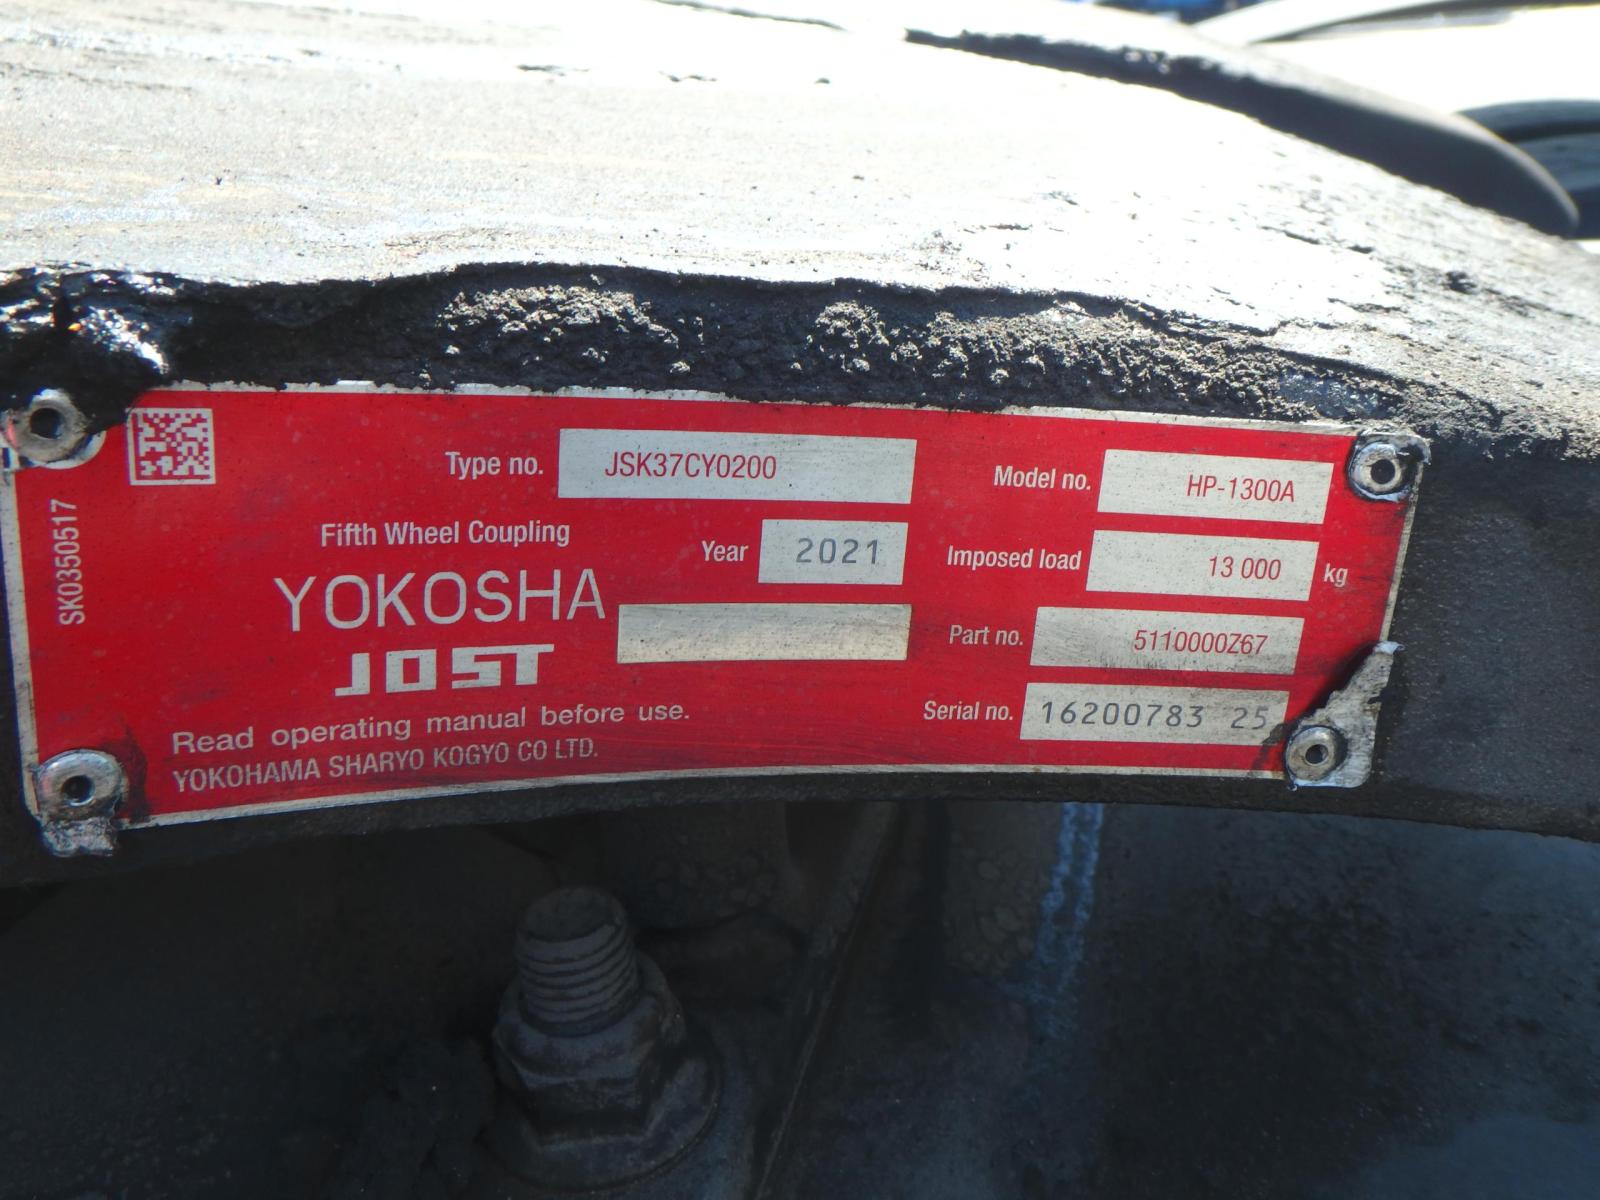 SK0350517
Type no. JSK37CY0200
Model no. HP-1300A
Fifth Wheel Coupling
Year 2021
Imposed load 13 000 kg
YOKOSHA
JOST
Part no. 5110000Z67
Serial no. 16200783 25
Read operating manual before use.
YOKOHAMA SHARYO KOGYO CO LTD.